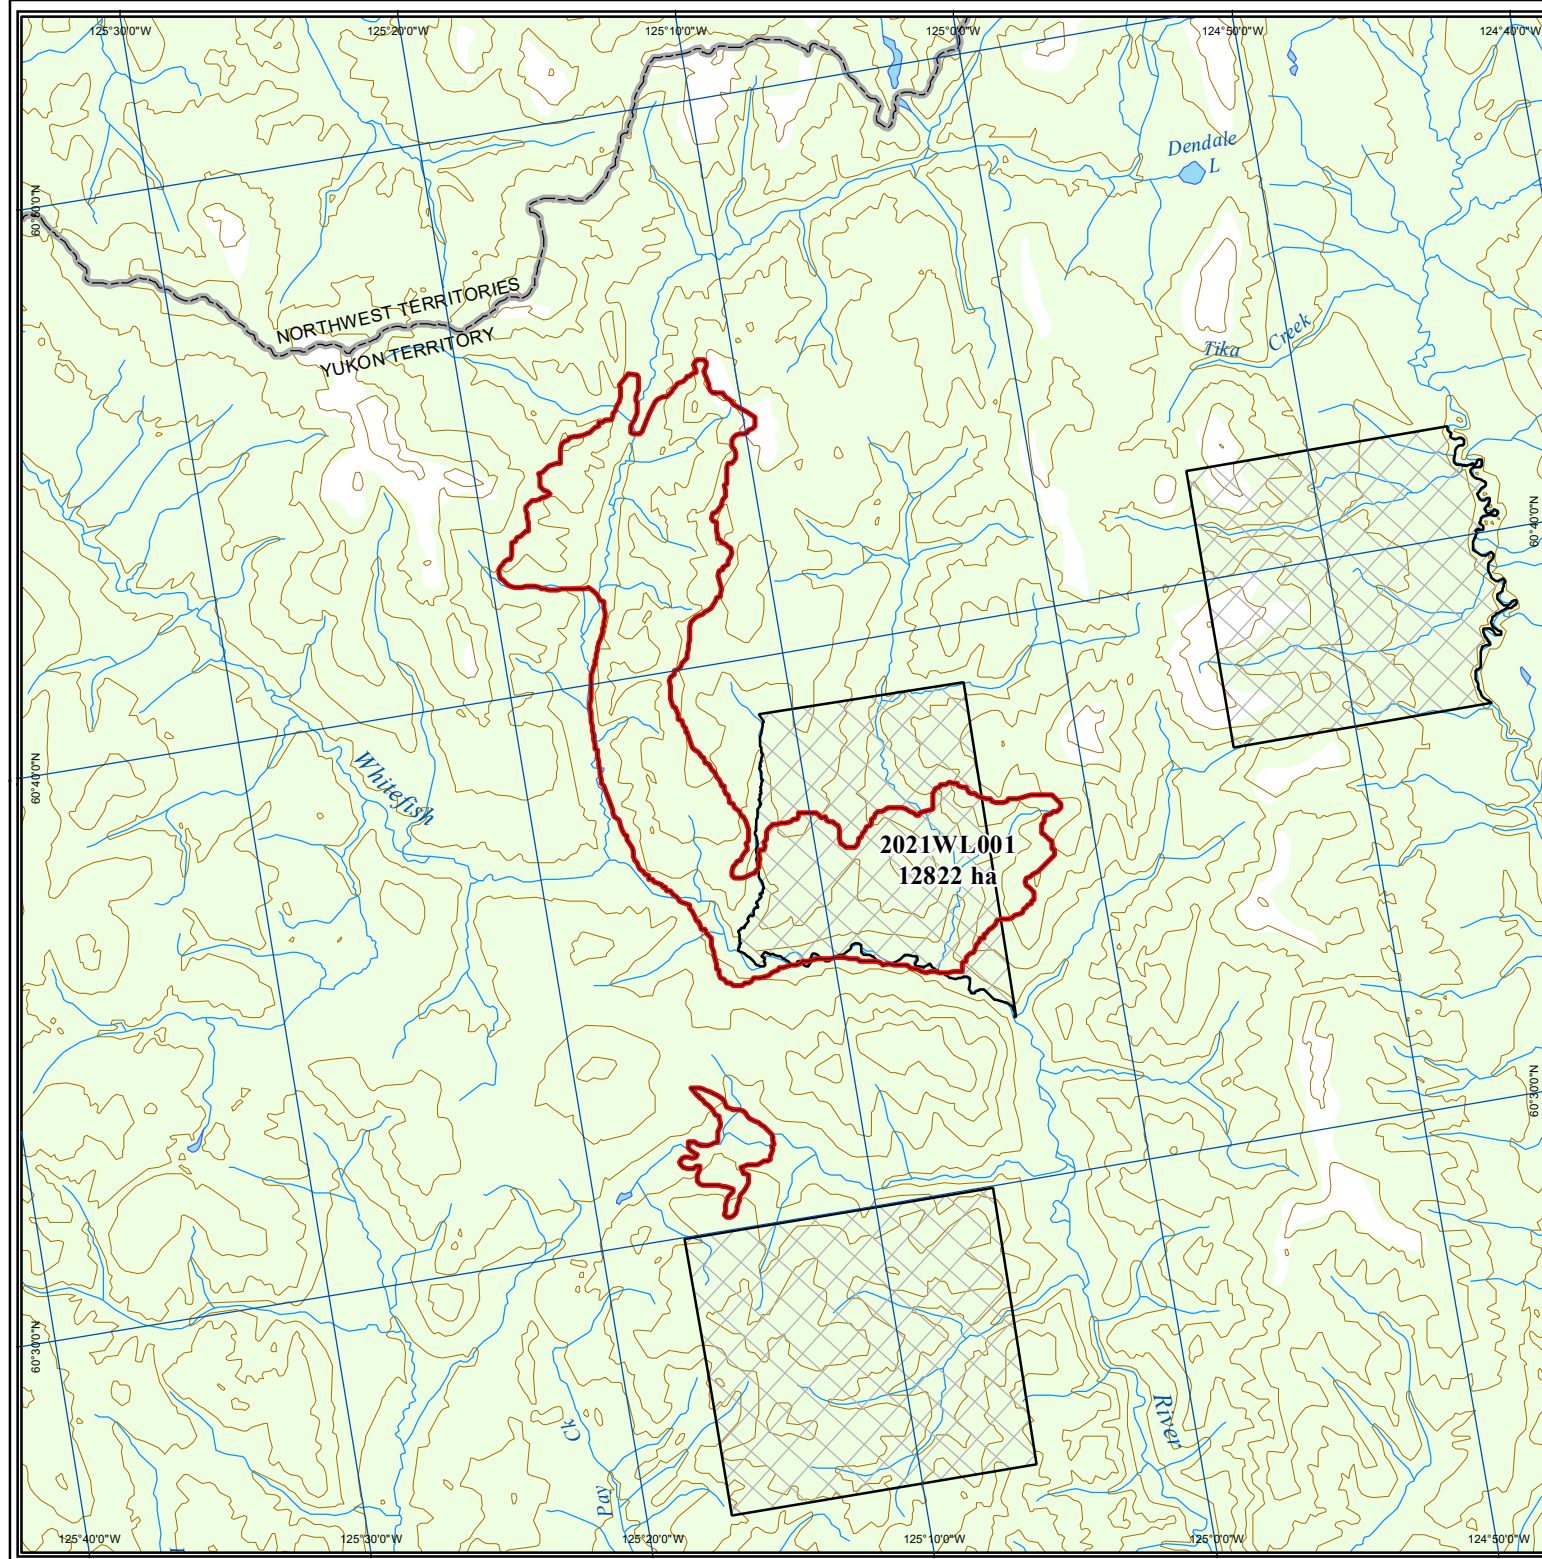 125°30'0"W
125°20'0"W
125°10'0"W
125°0'0"W
124°50'0"W
124°40'0"W
Dendale
L
60°50'0"N
NORTHWEST TERRITORIES
YUKON TERRITORY
Tika Creek
60°40'0"N
60°40'0"N
Whitefish
2021WL001
12822 ha
60°30'0"N
60°30'0"N
River
Pay Ck
125°40'0"W
125°30'0"W
125°20'0"W
125°10'0"W
125°0'0"W
124°50'0"W